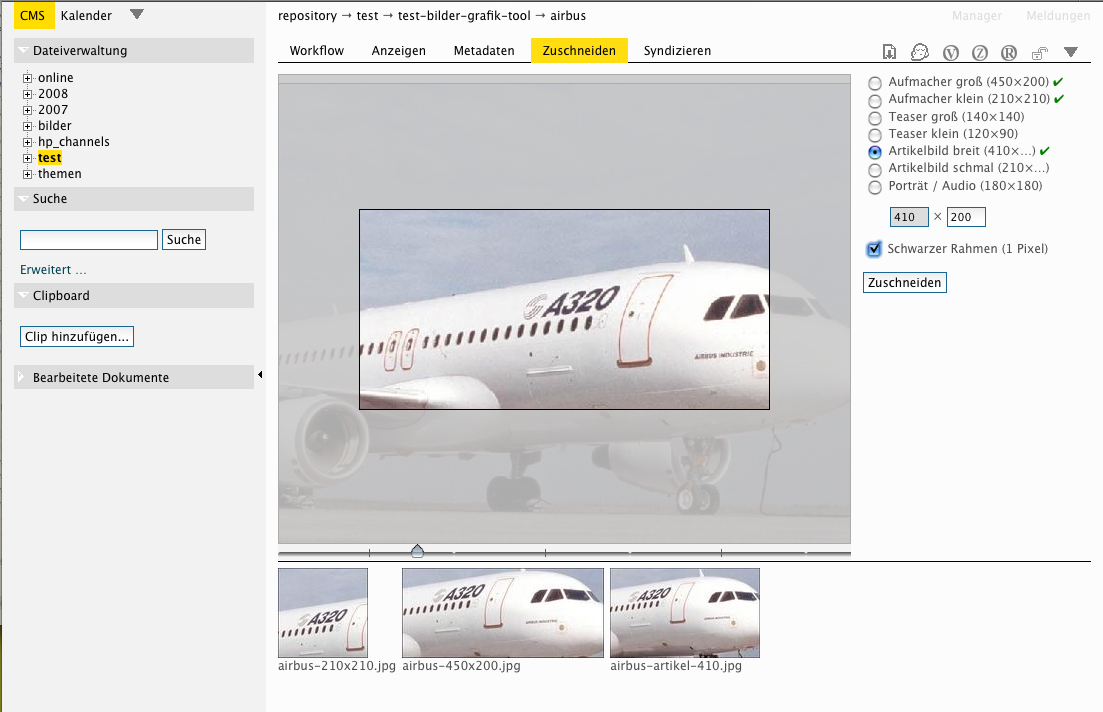 CMS Kalender
repository → test → test-bilder-grafik-tool → airbus
Manager Meldungen
Dateiverwaltung
online
2008
2007
bilder
hp_channels
test
themen
Suche
Suche
Erweitert ...
Clipboard
Clip hinzufügen...
Bearbeitete Dokumente
Workflow Anzeigen Metadaten Zuschneiden Syndizieren
V Z R
A320
AIRBUS INDUSTRIE
Aufmacher groß (450×200) ✔
Aufmacher klein (210×210) ✔
Teaser groß (140×140)
Teaser klein (120×90)
Artikelbild breit (410×...) ✔
Artikelbild schmal (210×...)
Porträt / Audio (180×180)
410 × 200
Schwarzer Rahmen (1 Pixel)
Zuschneiden
A320
A320
A320
airbus-210x210.jpg airbus-450x200.jpg airbus-artikel-410.jpg